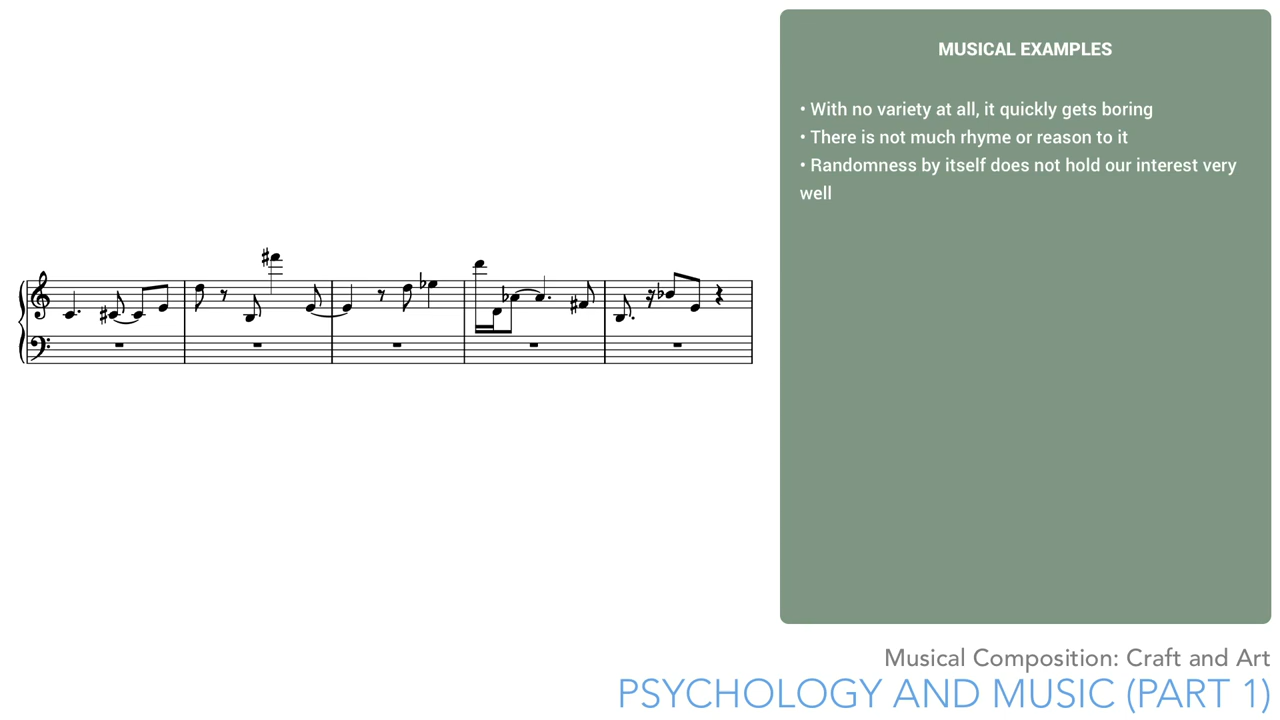 MUSICAL EXAMPLES
• With no variety at all, it quickly gets boring
• There is not much rhyme or reason to it
• Randomness by itself does not hold our interest very
well
Musical Composition: Craft and Art
PSYCHOLOGY AND MUSIC (PART 1)